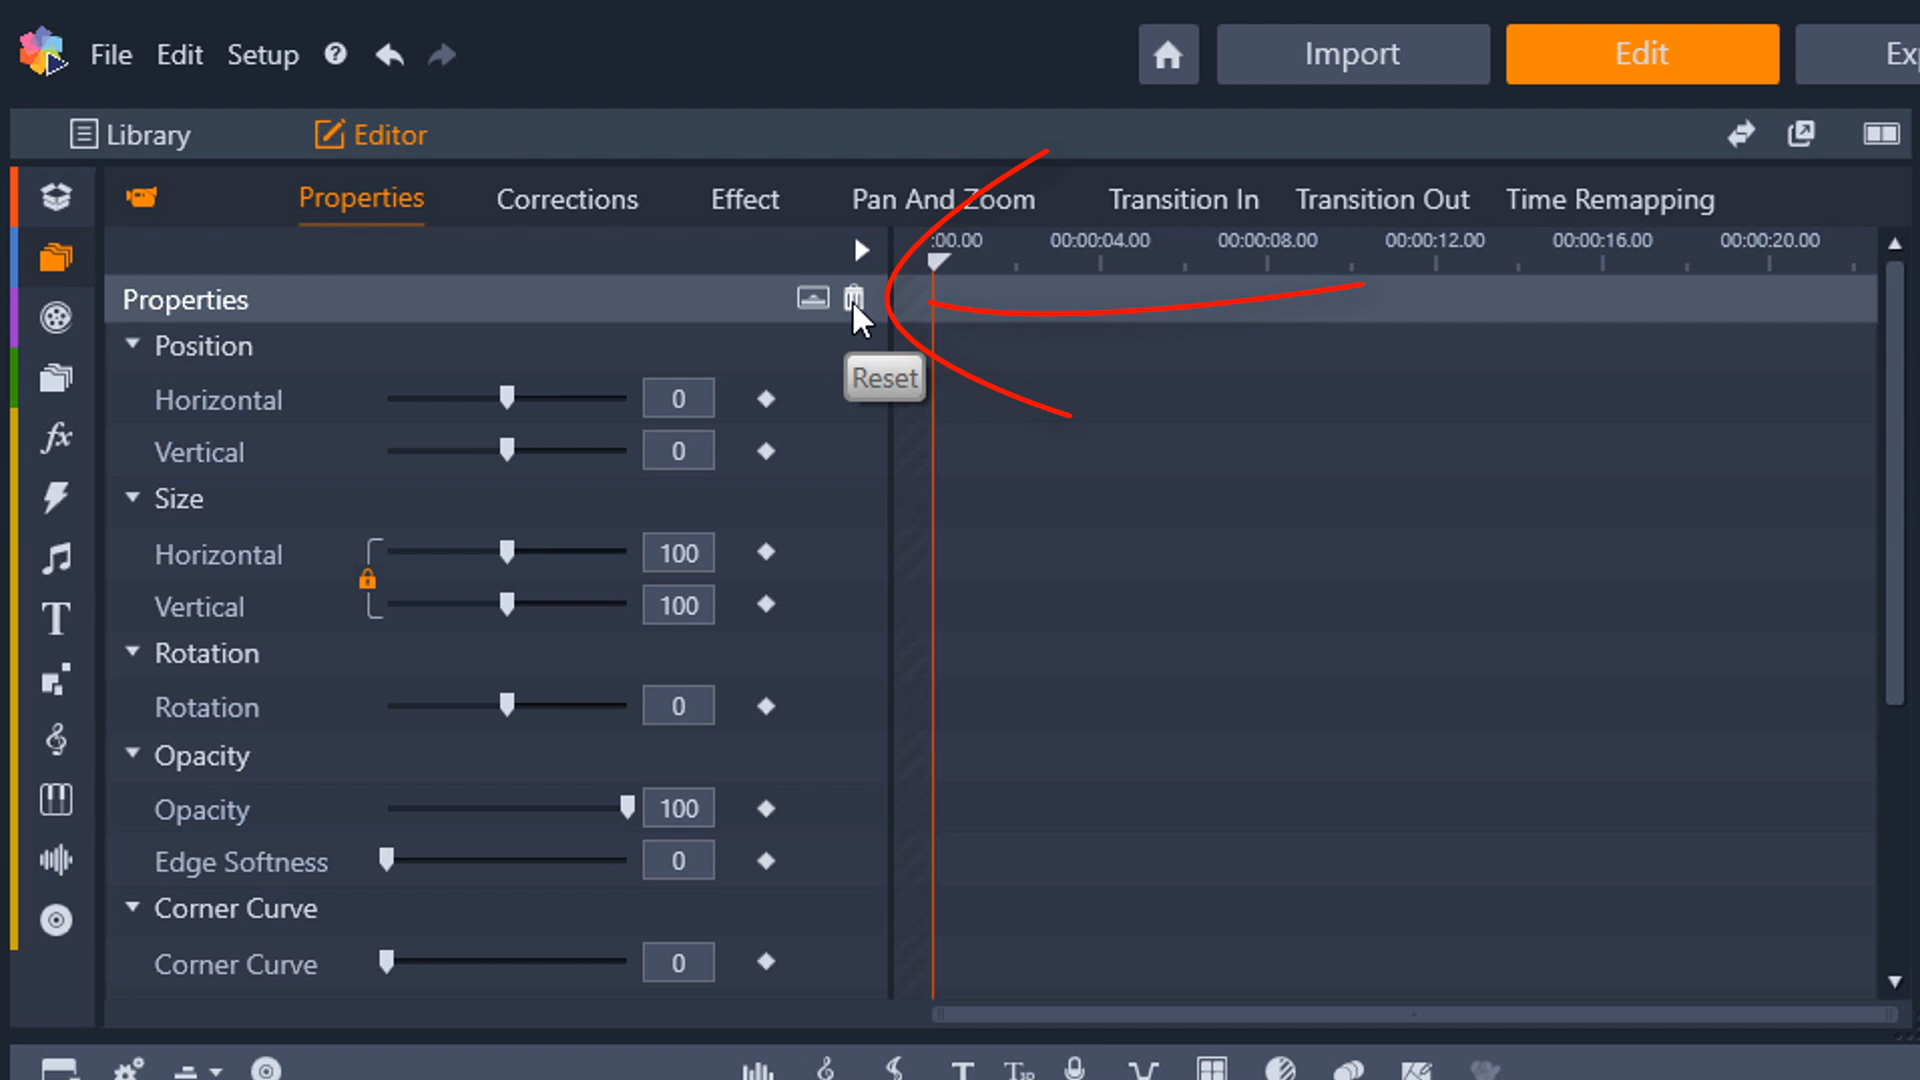 File Edit Setup ? Import Edit Exp
Library Editor
Properties Corrections Effect Pan And Zoom Transition In Transition Out Time Remapping
:00.00 00:00:04.00 00:00:08.00 00:00:12.00 00:00:16.00 00:00:20.00
Properties
Position
Reset
Horizontal 0
Vertical 0
Size
Horizontal 100
Vertical 100
Rotation
Rotation 0
Opacity
Opacity 100
Edge Softness 0
Corner Curve
Corner Curve 0
fx
T
T T3D